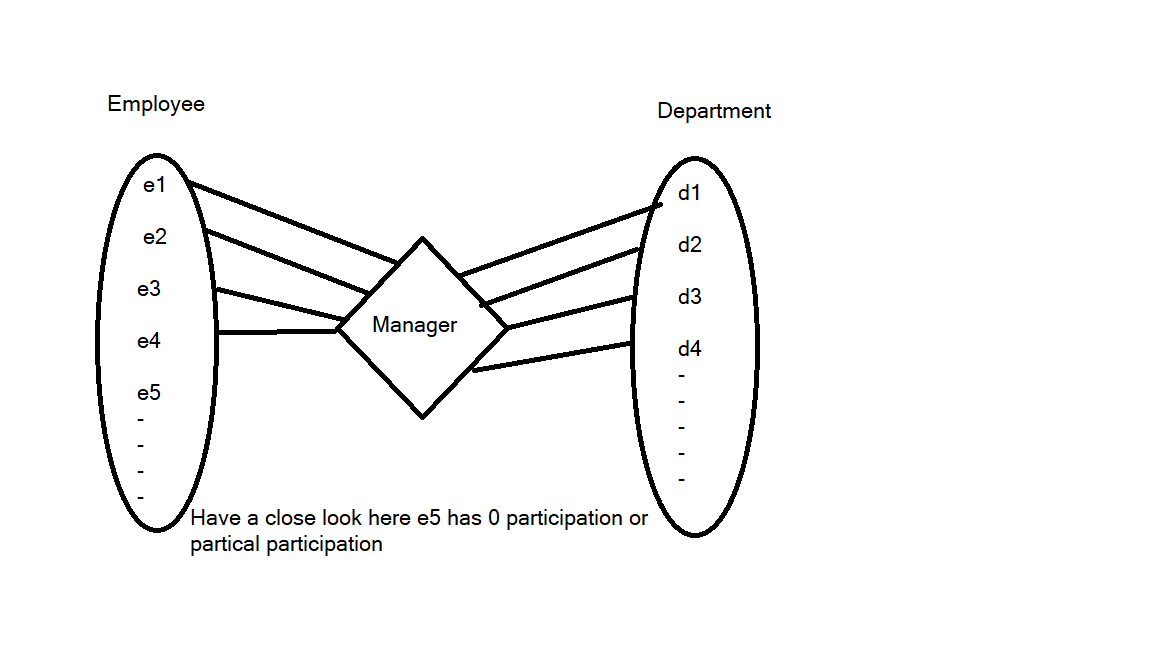 Employee
Department
e1
e2
e3
e4
e5
-
-
-
-
Manager
d1
d2
d3
d4
-
-
-
-
-
Have a close look here e5 has 0 participation or
partical participation